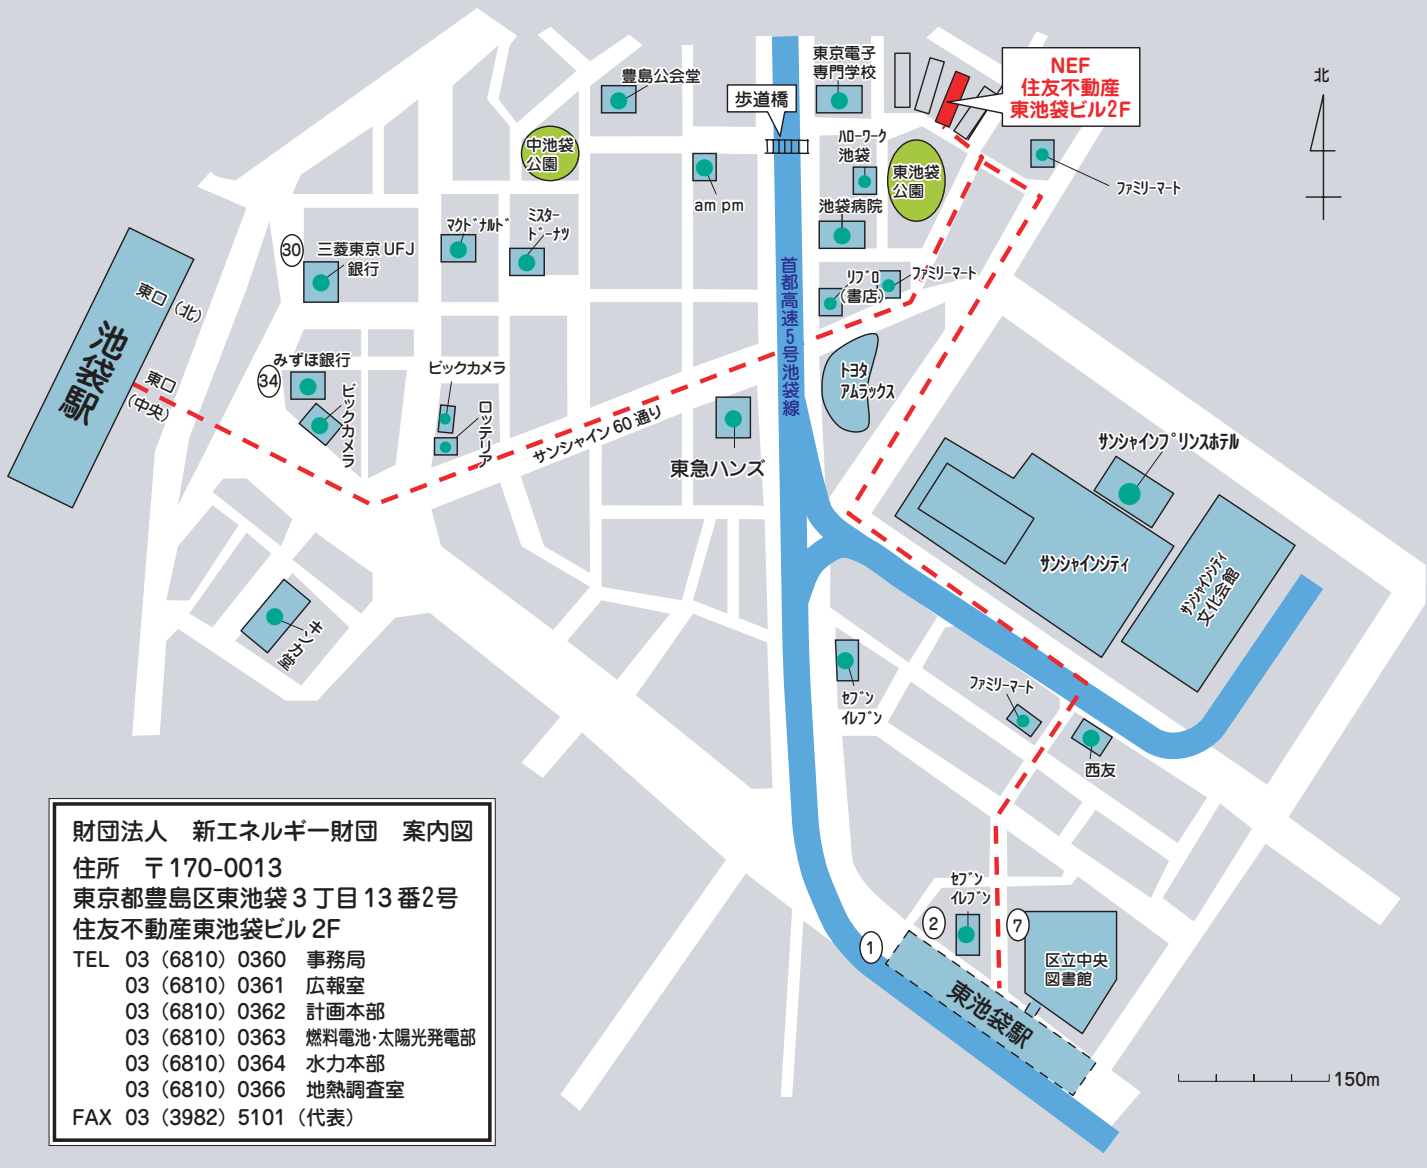 豊島公会堂
東京電子
専門学校
NEF
住友不動産
東池袋ビル2F
北
歩道橋
中池袋
公園
ハローワーク
池袋
東池袋
公園
ファミリーマート
am pm
池袋病院
マクドナルド
ミスター
ドーナツ
30
三菱東京UFJ
銀行
首都高速5号池袋線
リブロ
(書店)
ファミリーマート
東口
(北)
池袋駅
東口
(中央)
34
みずほ銀行
ビックカメラ
ビックカメラ
ロッテリア
サンシャイン60通り
東急ハンズ
トヨタ
アムラックス
サンシャインプリンスホテル
サンシャインシティ
サンシャインシティ
文化会館
キンカ堂
セブン
イレブン
ファミリーマート
西友
セブン
イレブン
1
2
7
区立中央
図書館
東池袋駅
150m
財団法人 新エネルギー財団 案内図
住所 〒170-0013
東京都豊島区東池袋3丁目13番2号
住友不動産東池袋ビル2F
TEL 03(6810)0360 事務局
03(6810)0361 広報室
03(6810)0362 計画本部
03(6810)0363 燃料電池・太陽光発電部
03(6810)0364 水力本部
03(6810)0366 地熱調査室
FAX 03(3982)5101(代表)